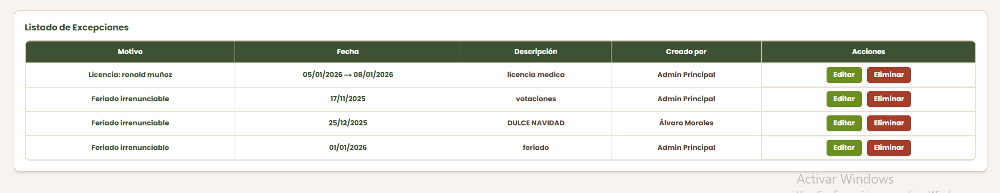 Listado de Excepciones
Motivo Fecha Descripción Creado por Acciones
Licencia: ronald muñoz 05/01/2026 → 08/01/2026 licencia medica Admin Principal Editar Eliminar
Feriado irrenunciable 17/11/2025 votaciones Admin Principal Editar Eliminar
Feriado irrenunciable 25/12/2025 DULCE NAVIDAD Álvaro Morales Editar Eliminar
Feriado irrenunciable 01/01/2026 feriado Admin Principal Editar Eliminar
Activar Windows